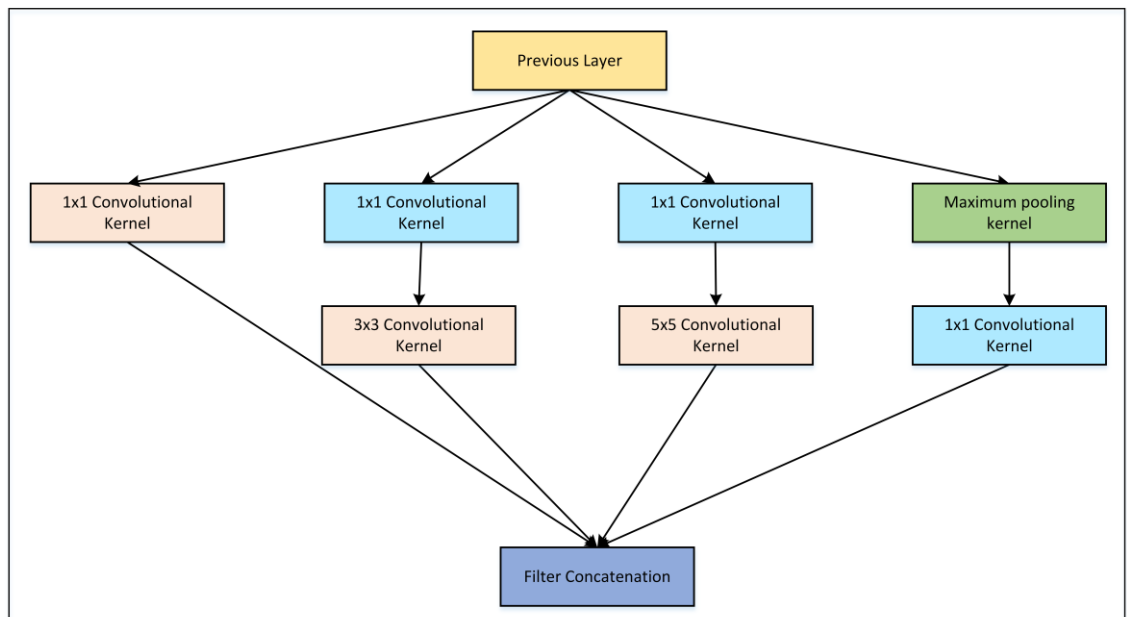 Previous Layer
1x1 Convolutional
Kernel
1x1 Convolutional
Kernel
1x1 Convolutional
Kernel
Maximum pooling
kernel
3x3 Convolutional
Kernel
5x5 Convolutional
Kernel
1x1 Convolutional
Kernel
Filter Concatenation